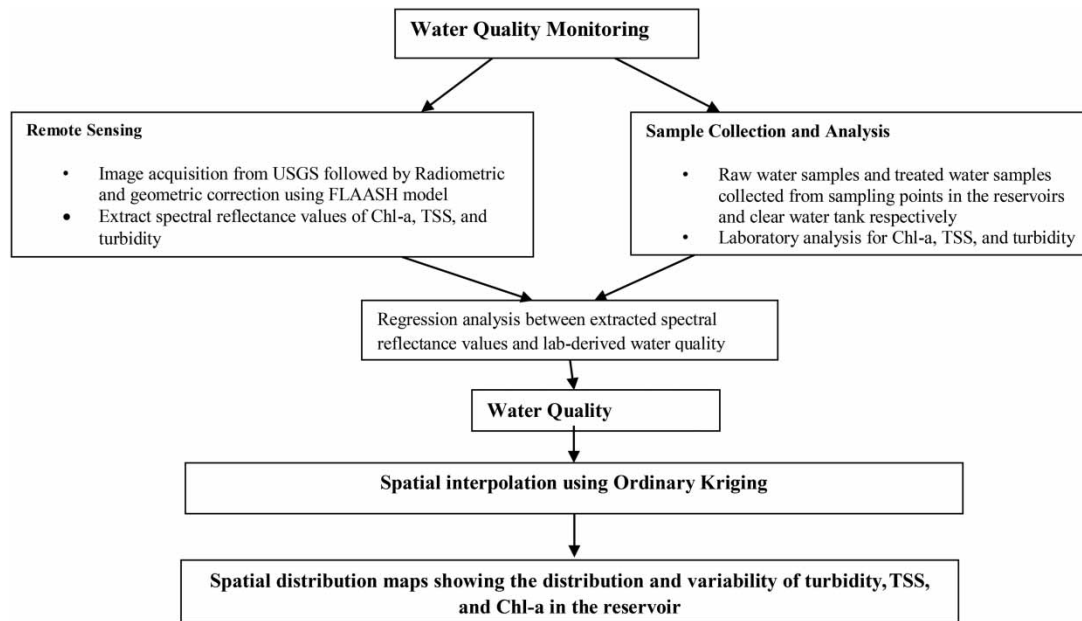 Water Quality Monitoring
Remote Sensing
• Image acquisition from USGS followed by Radiometric
and geometric correction using FLAASH model
• Extract spectral reflectance values of Chl-a, TSS, and
turbidity
Sample Collection and Analysis
• Raw water samples and treated water samples
collected from sampling points in the reservoirs
and clear water tank respectively
• Laboratory analysis for Chl-a, TSS, and turbidity
Regression analysis between extracted spectral
reflectance values and lab-derived water quality
Water Quality
Spatial interpolation using Ordinary Kriging
Spatial distribution maps showing the distribution and variability of turbidity, TSS,
and Chl-a in the reservoir